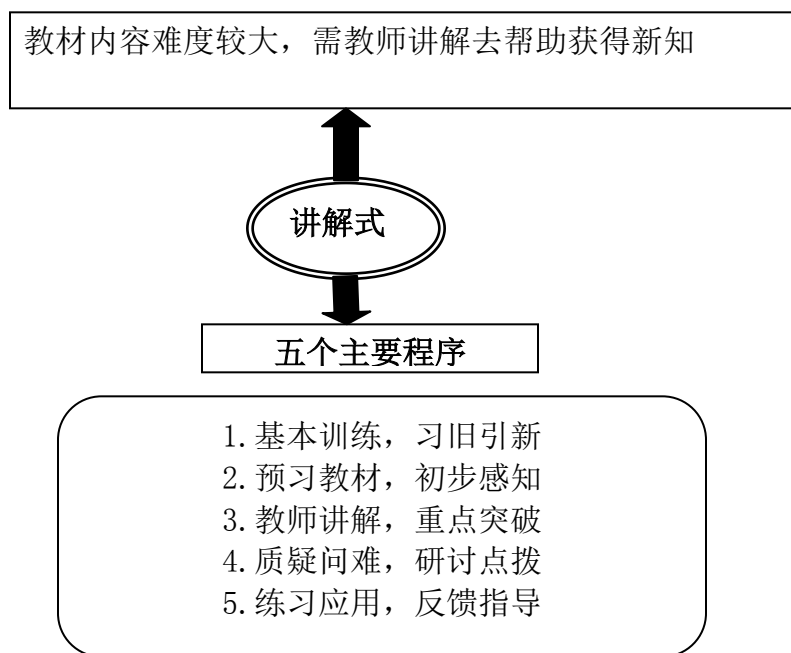 教材内容难度较大，需教师讲解去帮助获得新知
讲解式
五个主要程序
1.基本训练，习旧引新
2.预习教材，初步感知
3.教师讲解，重点突破
4.质疑问难，研讨点拨
5.练习应用，反馈指导